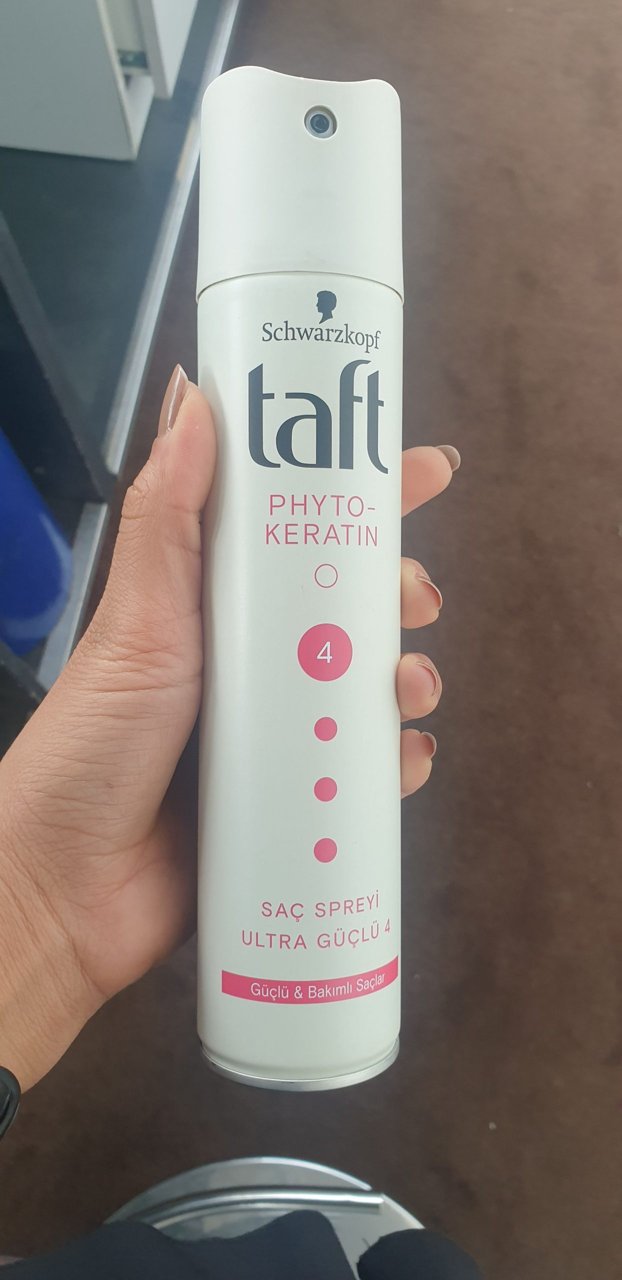 Schwarzkopf
taft
PHYTO-
KERATIN
4
SAÇ SPREYİ
ULTRA GÜÇLÜ 4
Güçlü & Bakımlı Saçlar